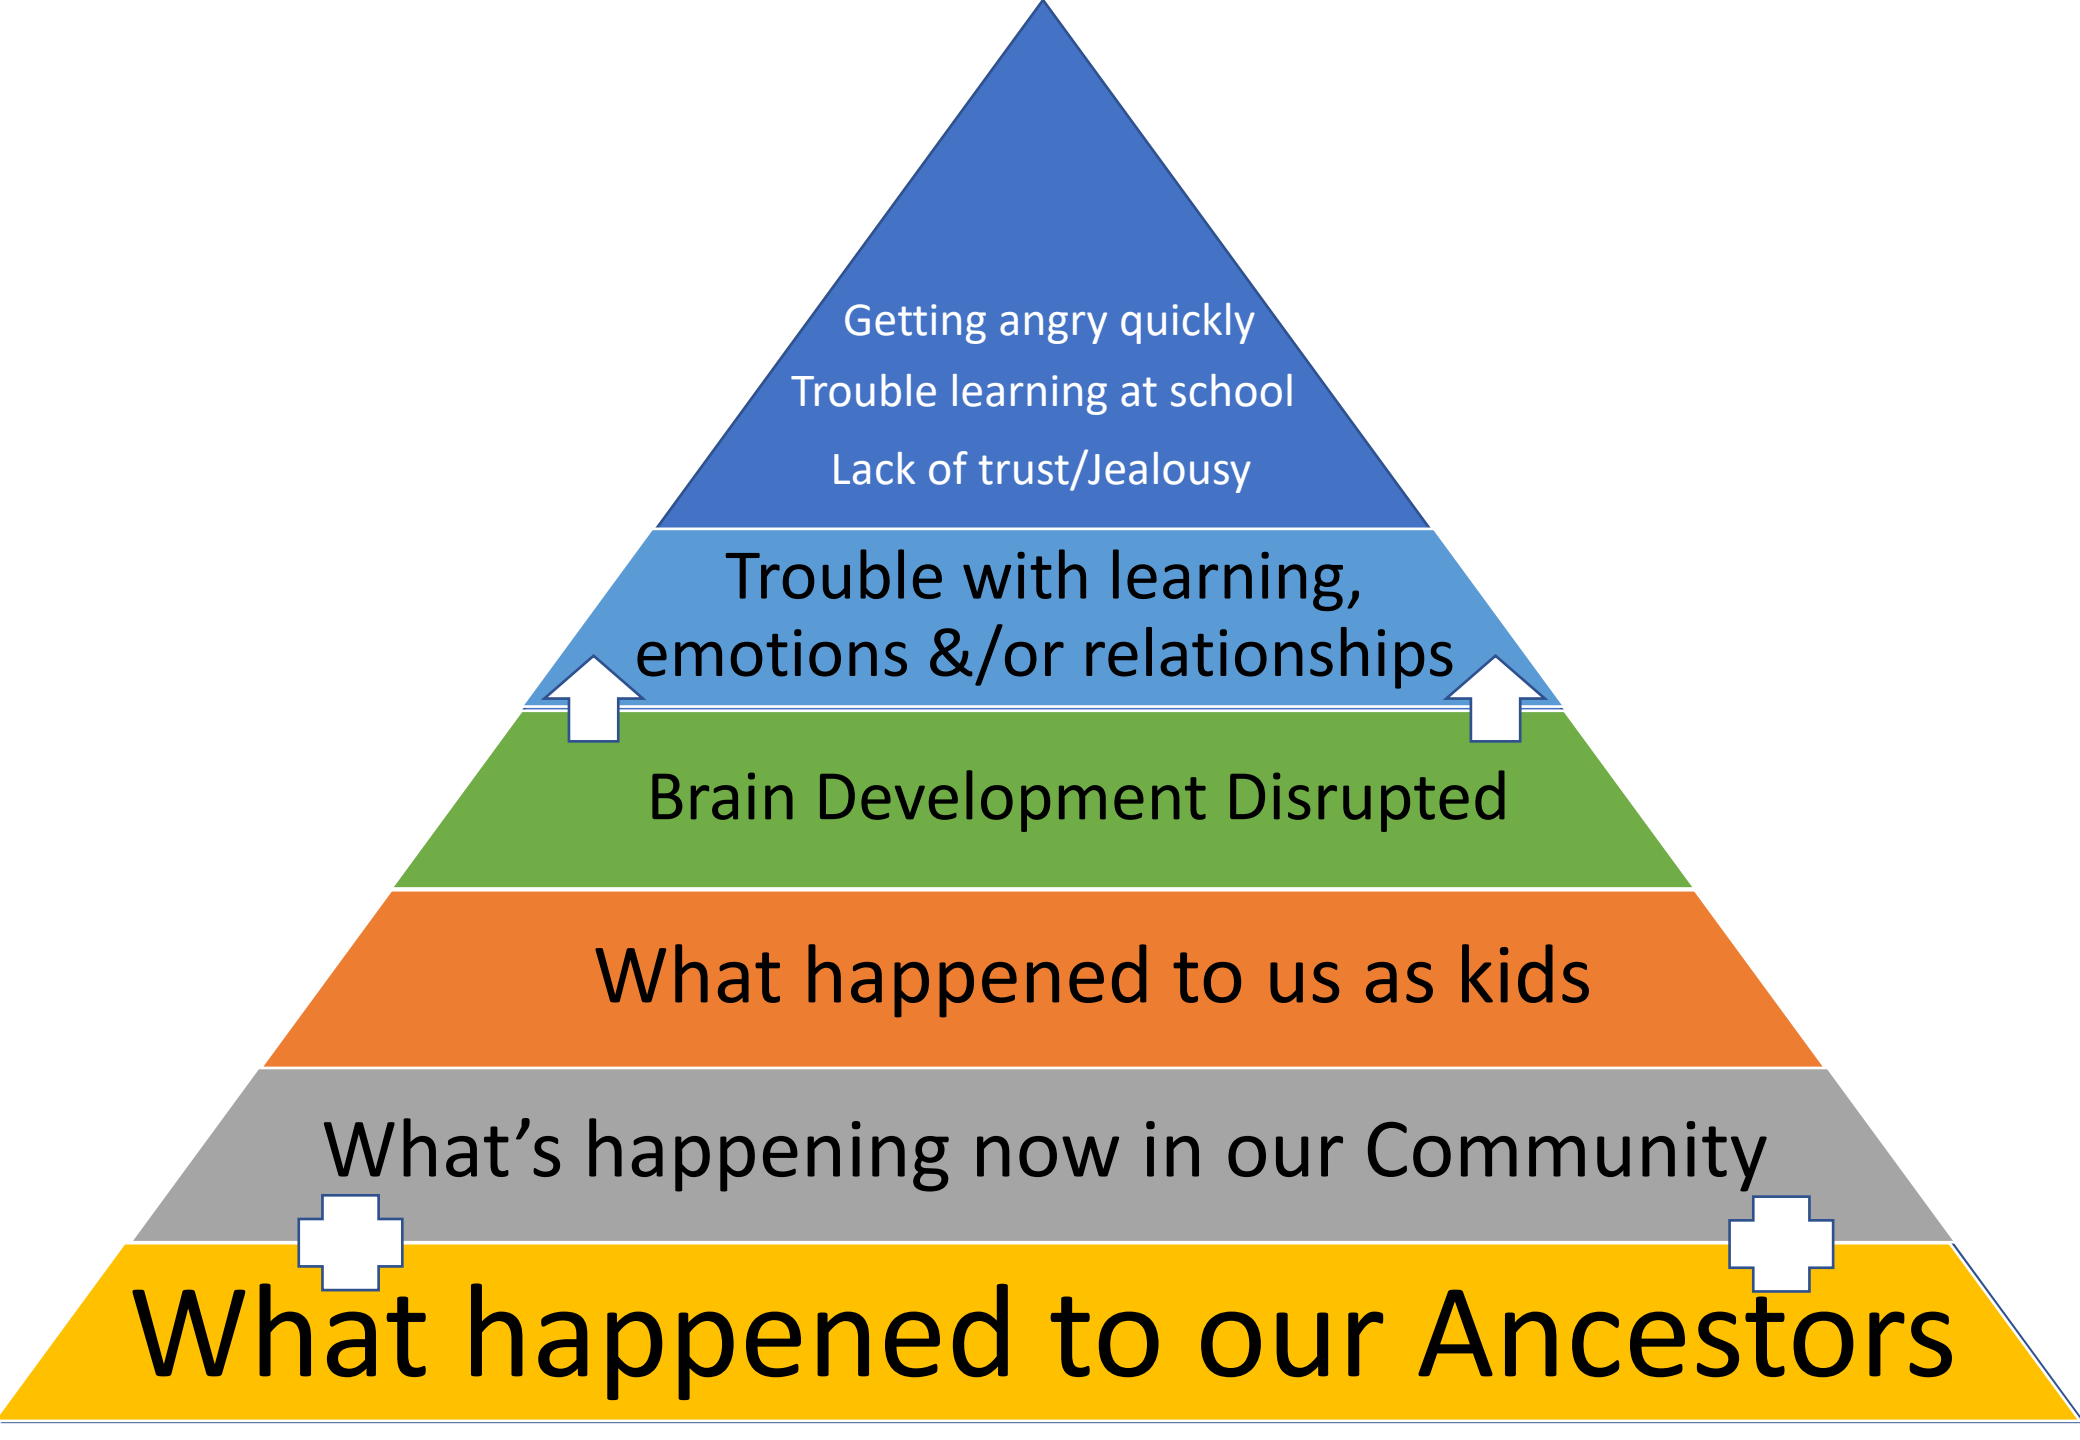 Getting angry quickly
Trouble learning at school
Lack of trust/Jealousy
Trouble with learning,
emotions &/or relationships
Brain Development Disrupted
What happened to us as kids
What’s happening now in our Community
What happened to our Ancestors